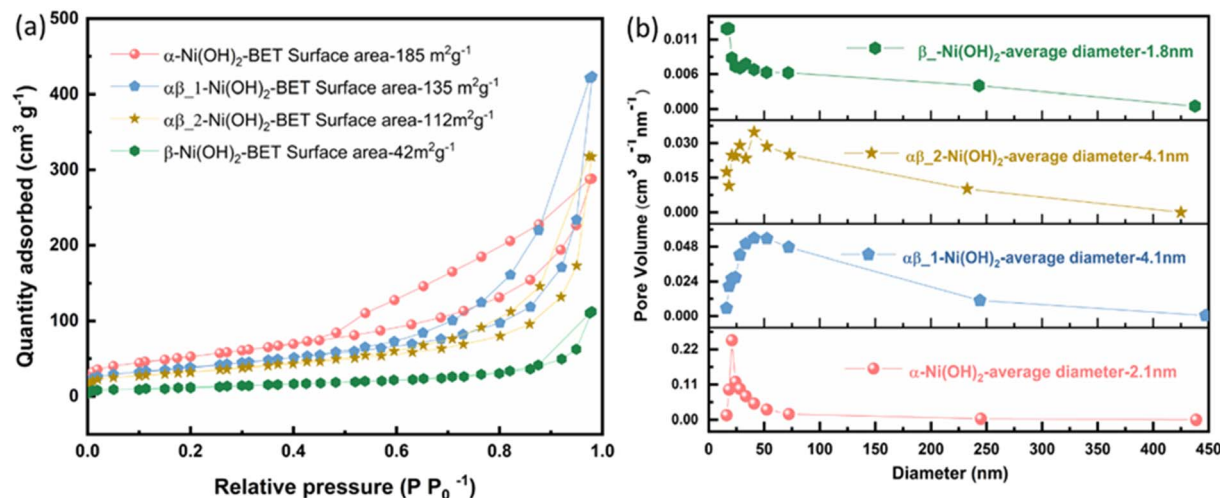 (a)
500
400
300
200
100
0
Quantity adsorbed (cm³ g⁻¹)
α-Ni(OH)₂-BET Surface area-185 m²g⁻¹
αβ_1-Ni(OH)₂-BET Surface area-135 m²g⁻¹
αβ_2-Ni(OH)₂-BET Surface area-112m²g⁻¹
β-Ni(OH)₂-BET Surface area-42m²g⁻¹
0.0 0.2 0.4 0.6 0.8 1.0
Relative pressure (P P₀ ⁻¹)
(b)
Pore Volume (cm³ g⁻¹ nm⁻¹)
0.011
0.006
0.000
β_-Ni(OH)₂-average diameter-1.8nm
0.030
0.015
0.000
αβ_2-Ni(OH)₂-average diameter-4.1nm
0.048
0.024
0.000
αβ_1-Ni(OH)₂-average diameter-4.1nm
0.22
0.11
0.00
α-Ni(OH)₂-average diameter-2.1nm
0 50 100 150 200 250 300 350 400 450
Diameter (nm)